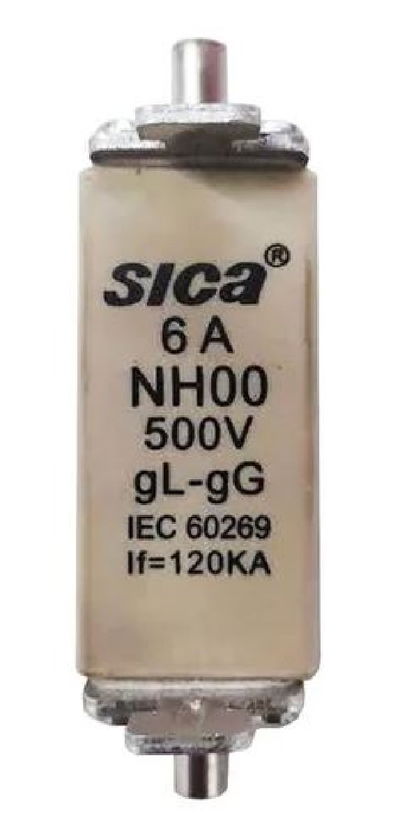 sica®
6 A
NH00
500V
gL-gG
IEC 60269
If=120KA